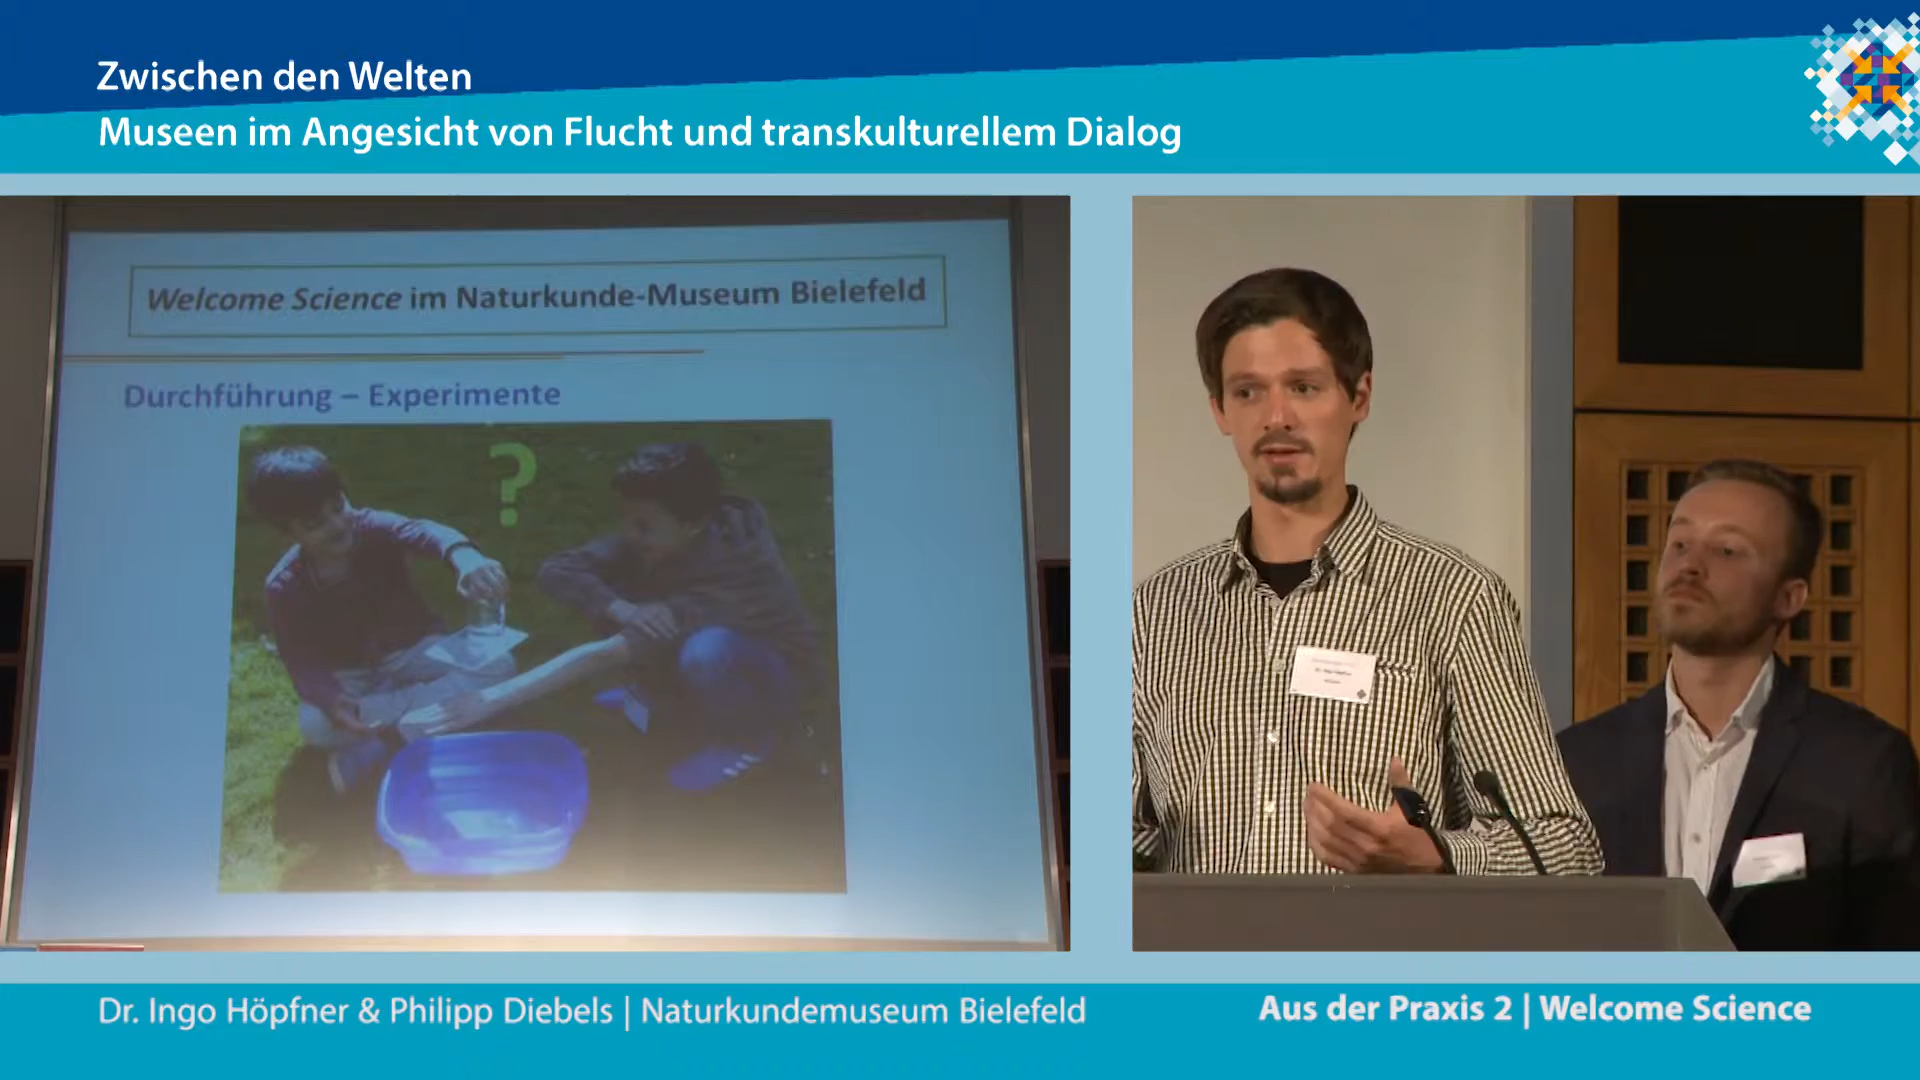 Zwischen den Welten
Museen im Angesicht von Flucht und transkulturellem Dialog
Welcome Science im Naturkunde-Museum Bielefeld
Durchführung – Experimente
?
Dr. Ingo Höpfner & Philipp Diebels | Naturkundemuseum Bielefeld
Aus der Praxis 2 | Welcome Science